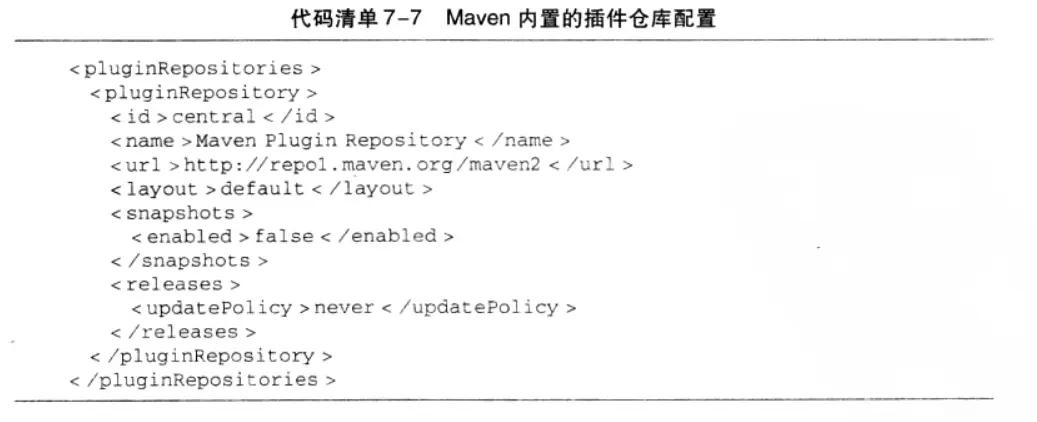 代码清单7-7 Maven 内置的插件仓库配置
<pluginRepositories >
<pluginRepository >
<id >central < /id >
<name >Maven Plugin Repository < /name >
<url >http://repo1.maven.org/maven2 < /url >
<layout >default < /layout >
<snapshots >
<enabled >false < /enabled >
< /snapshots >
<releases >
<updatePolicy >never < /updatePolicy >
< /releases >
< /pluginRepository >
< /pluginRepositories >